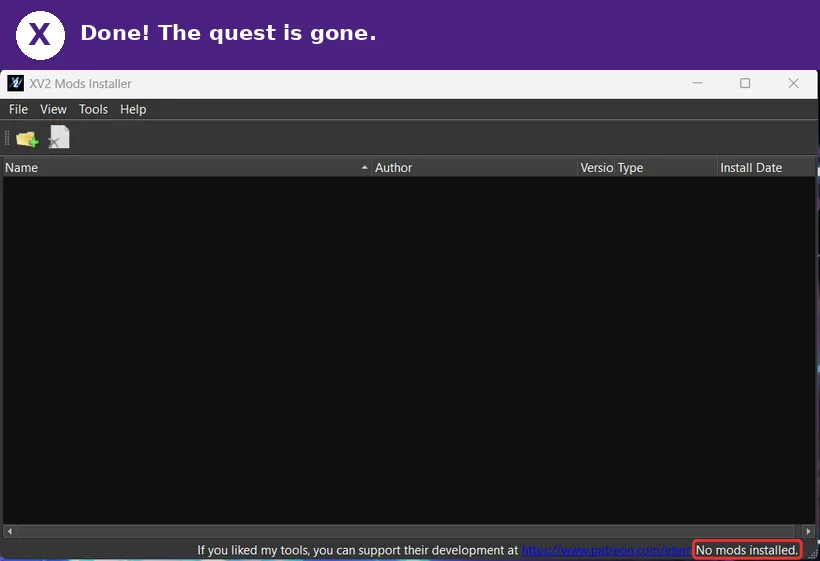 X
Done! The quest is gone.
XV2 Mods Installer
File View Tools Help
Name Author Versio Type Install Date
If you liked my tools, you can support their development at https://www.patreon.com/etern No mods installed.